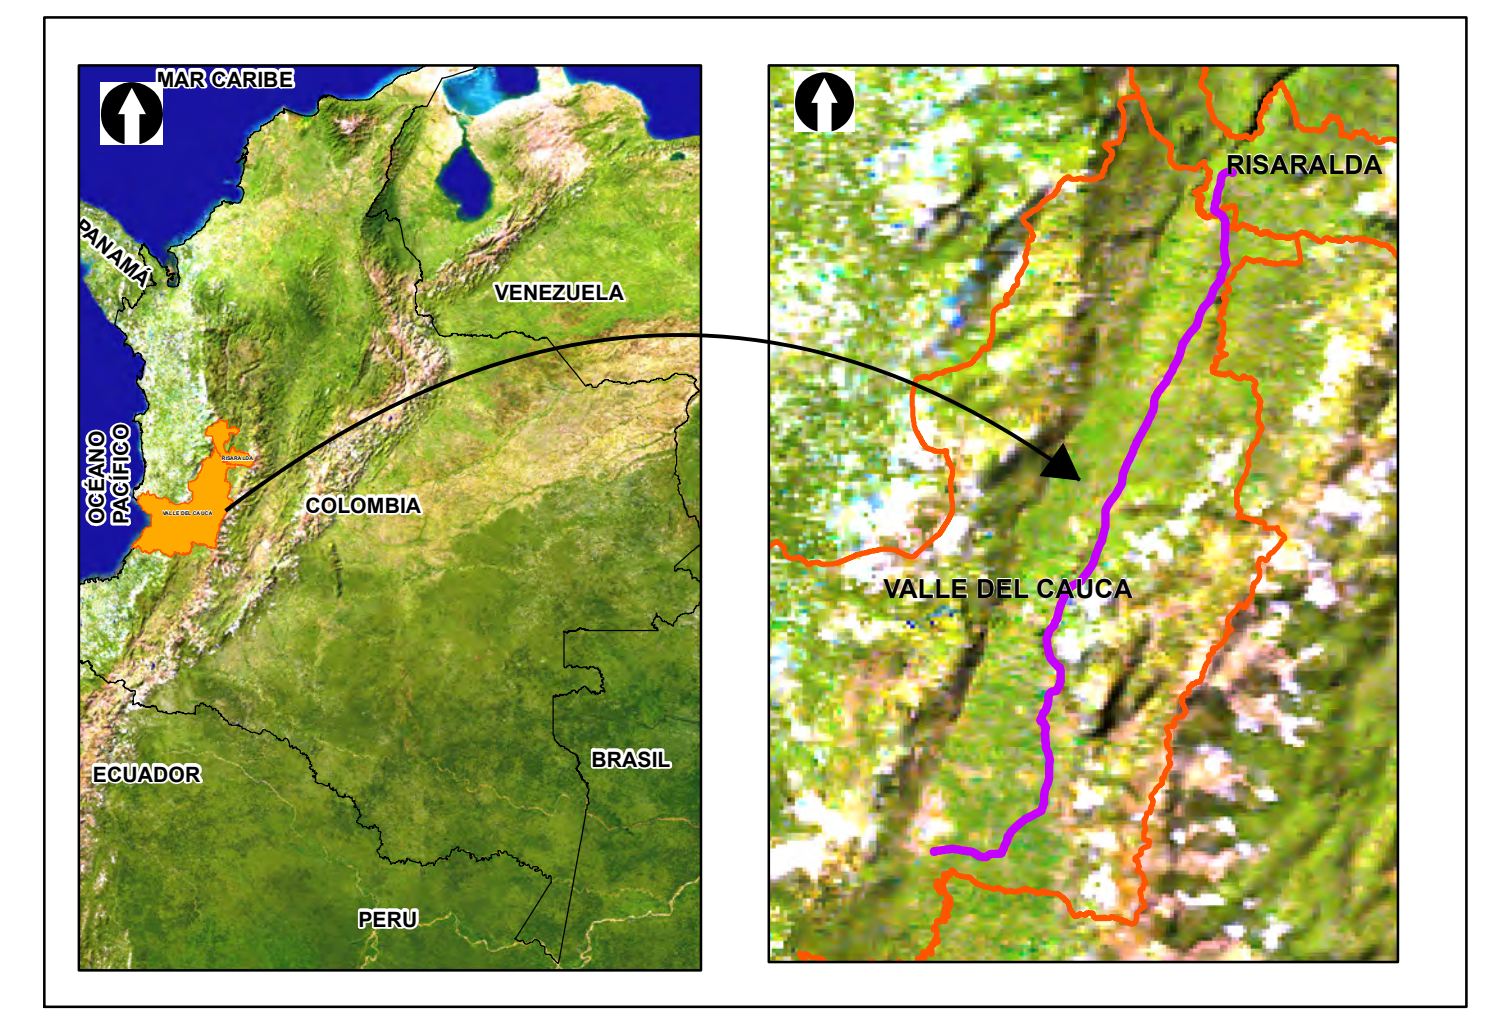 MAR CARIBE
PANAMÁ
VENEZUELA
OCÉANO
PACÍFICO
RISARALDA
VALLE DEL CAUCA
COLOMBIA
BRASIL
ECUADOR
PERU
RISARALDA
VALLE DEL CAUCA